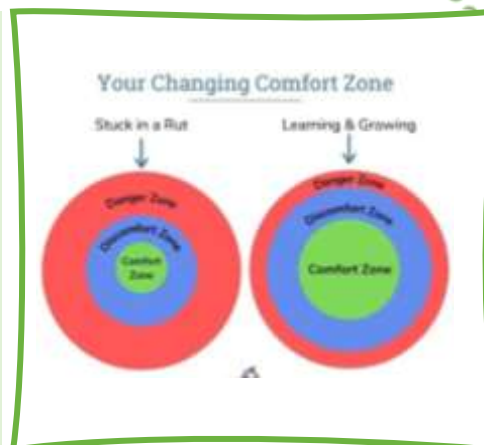 Your Changing Comfort Zone
Stuck in a Rut
Learning & Growing
Danger Zone
Discomfort Zone
Comfort
Zone
Danger Zone
Discomfort Zone
Comfort Zone